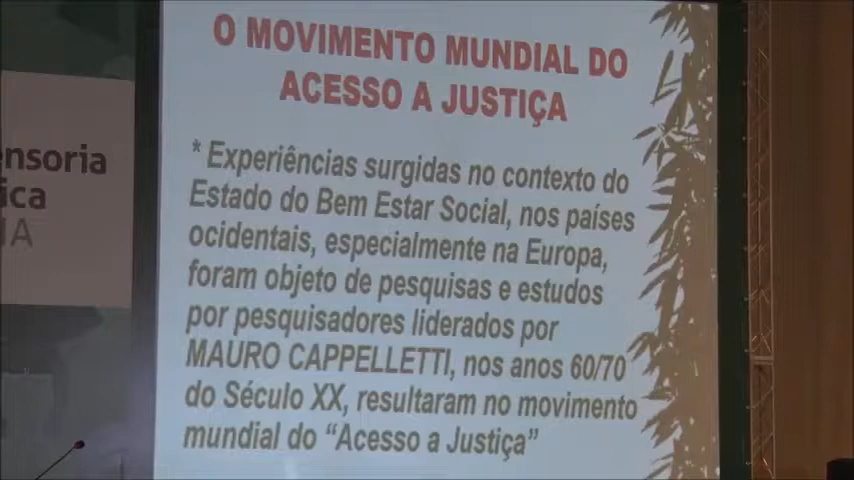 O MOVIMENTO MUNDIAL DO
ACESSO A JUSTIÇA
* Experiências surgidas no contexto do
Estado do Bem Estar Social, nos países
ocidentais, especialmente na Europa,
foram objeto de pesquisas e estudos
por pesquisadores liderados por
MAURO CAPPELLETTI, nos anos 60/70
do Século XX, resultaram no movimento
mundial do “Acesso a Justiça”
ensoria
ica
IA